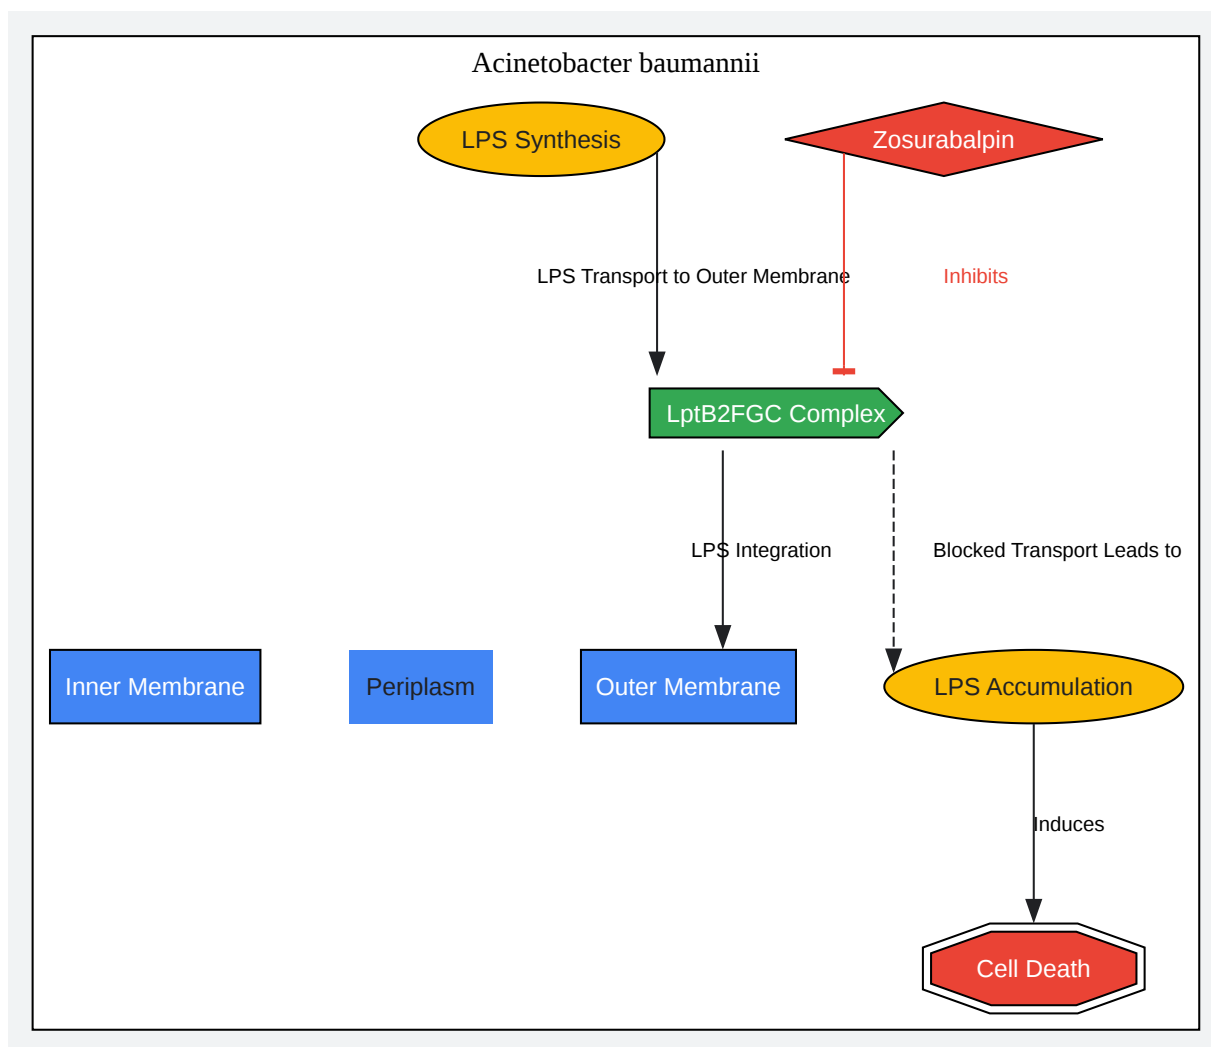 Acinetobacter baumannii
LPS Synthesis
Zosurabalpin
LPS Transport to Outer Membrane
Inhibits
LptB2FGC Complex
LPS Integration
Blocked Transport Leads to
Inner Membrane
Periplasm
Outer Membrane
LPS Accumulation
Induces
Cell Death